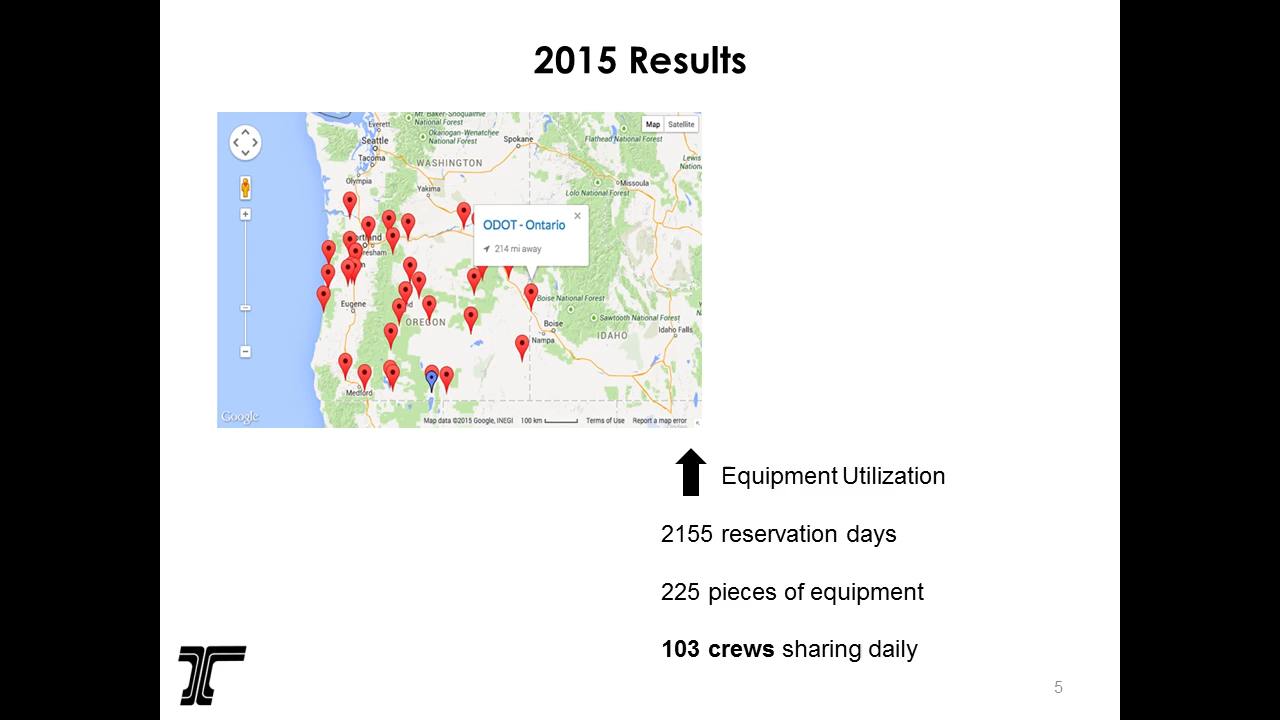 2015 Results
Mt. Baker-Snoqualmie
National Forest
Everett
Okanogan-Wenatchee
National Forest
Seattle
Tacoma
Spokane
Flathead National Forest
Map
Satellite
WASHINGTON
Olympia
Yakima
Missoula
Lolo National Forest
ODOT - Ontario
×
214 mi away
Eugene
OREGON
Boise National Forest
Sawtooth National Forest
Boise
Nampa
IDAHO
Idaho Falls
Medford
Google
Map data ©2015 Google, INEGI
100 km
Terms of Use
Report a map error
Equipment Utilization
2155 reservation days
225 pieces of equipment
103 crews sharing daily
5